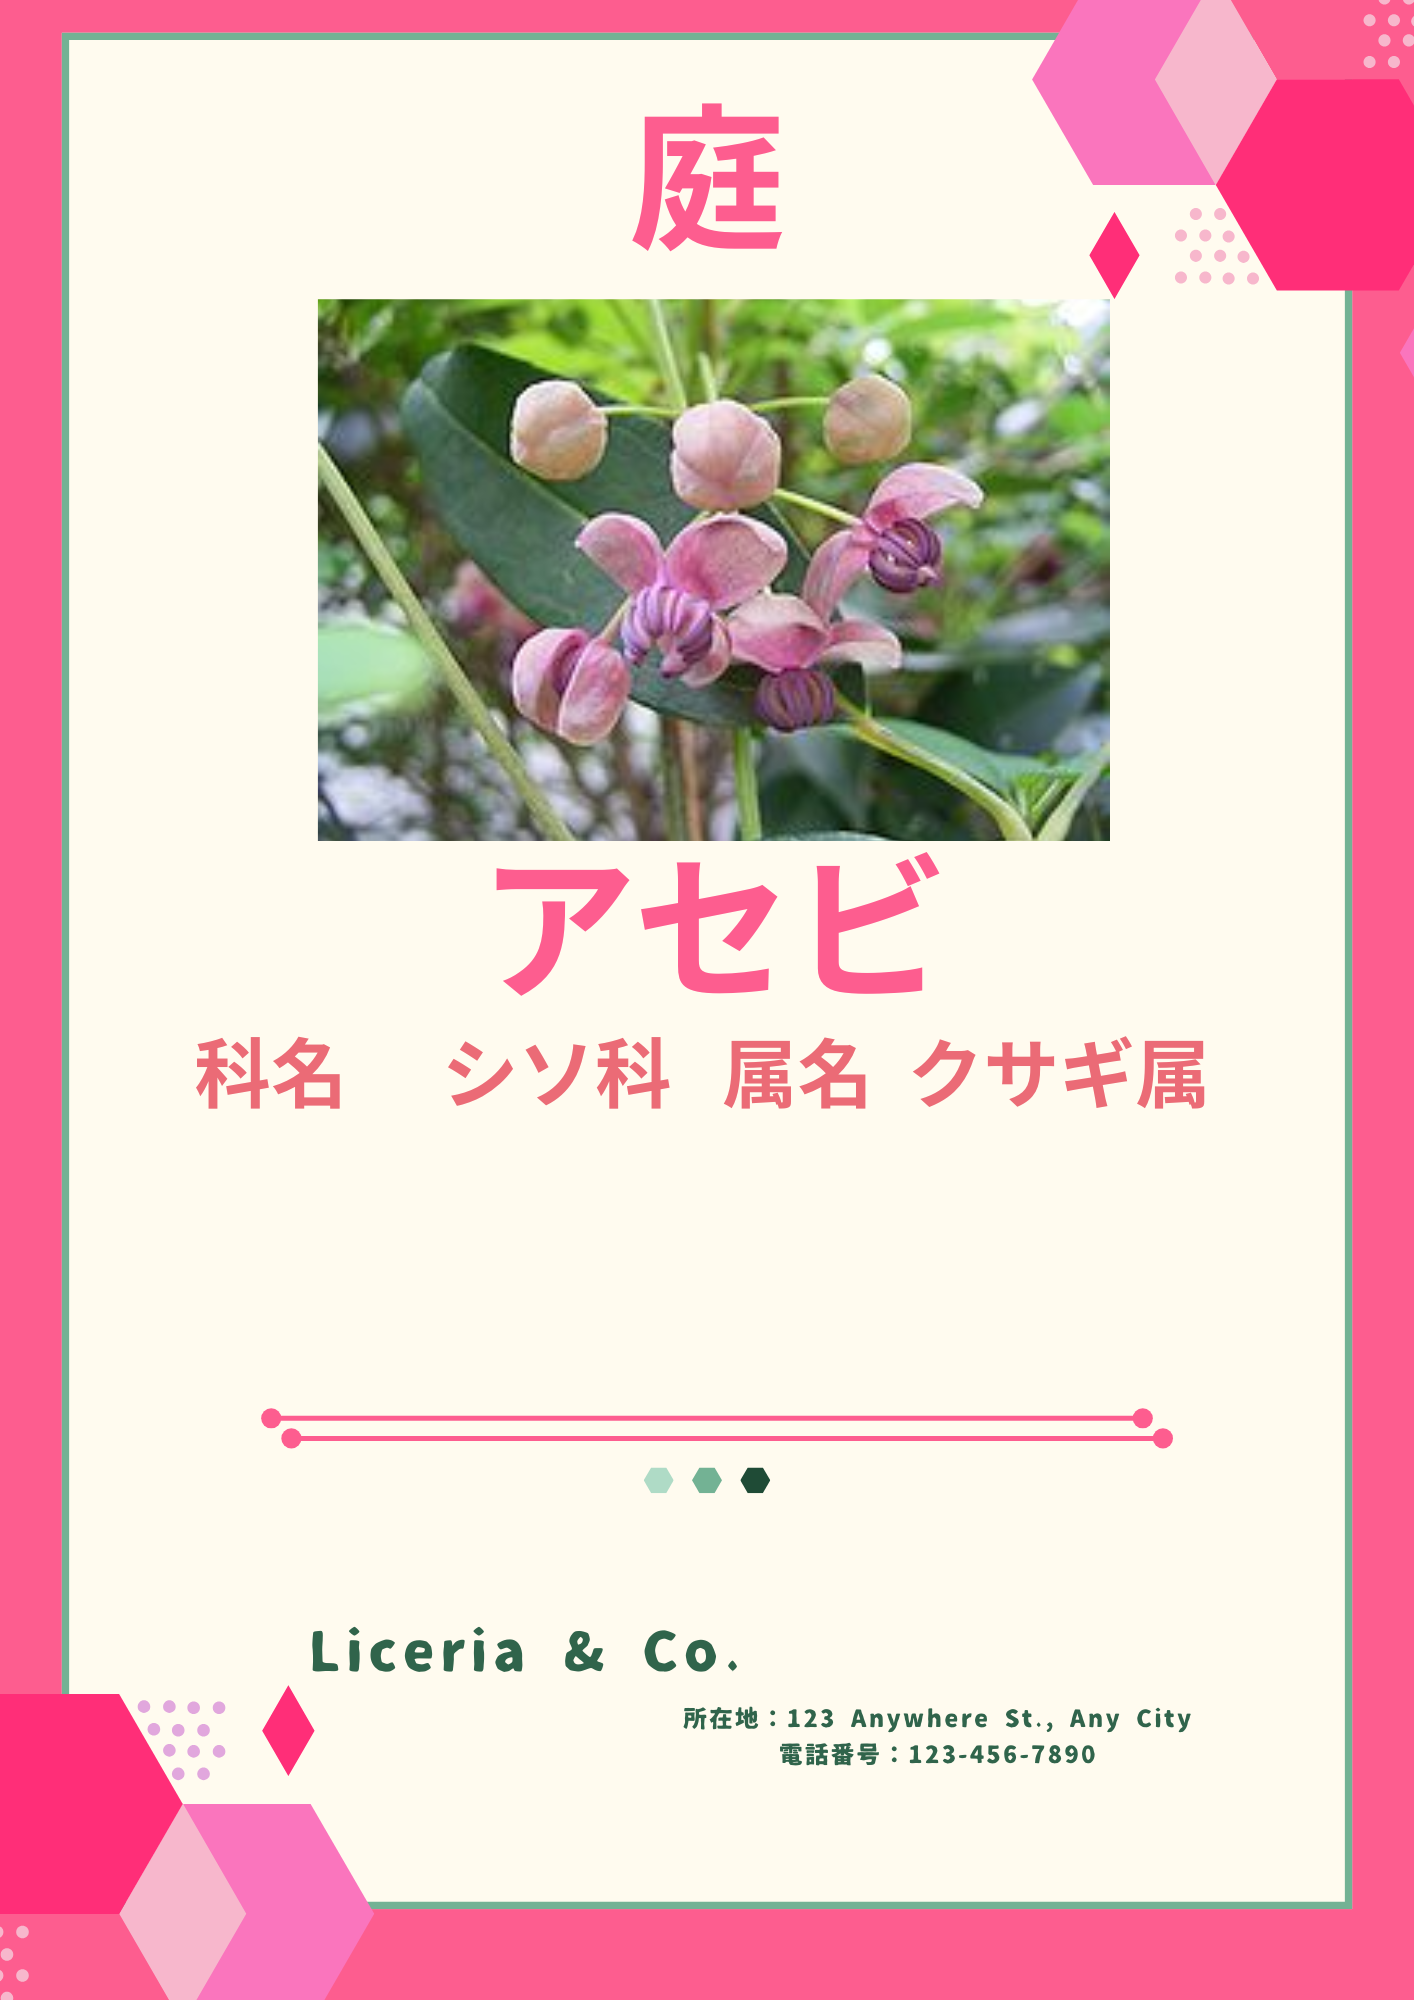 庭
アセビ
科名 シソ科 属名 クサギ属
Liceria & Co.
所在地：123 Anywhere St., Any City
電話番号：123-456-7890